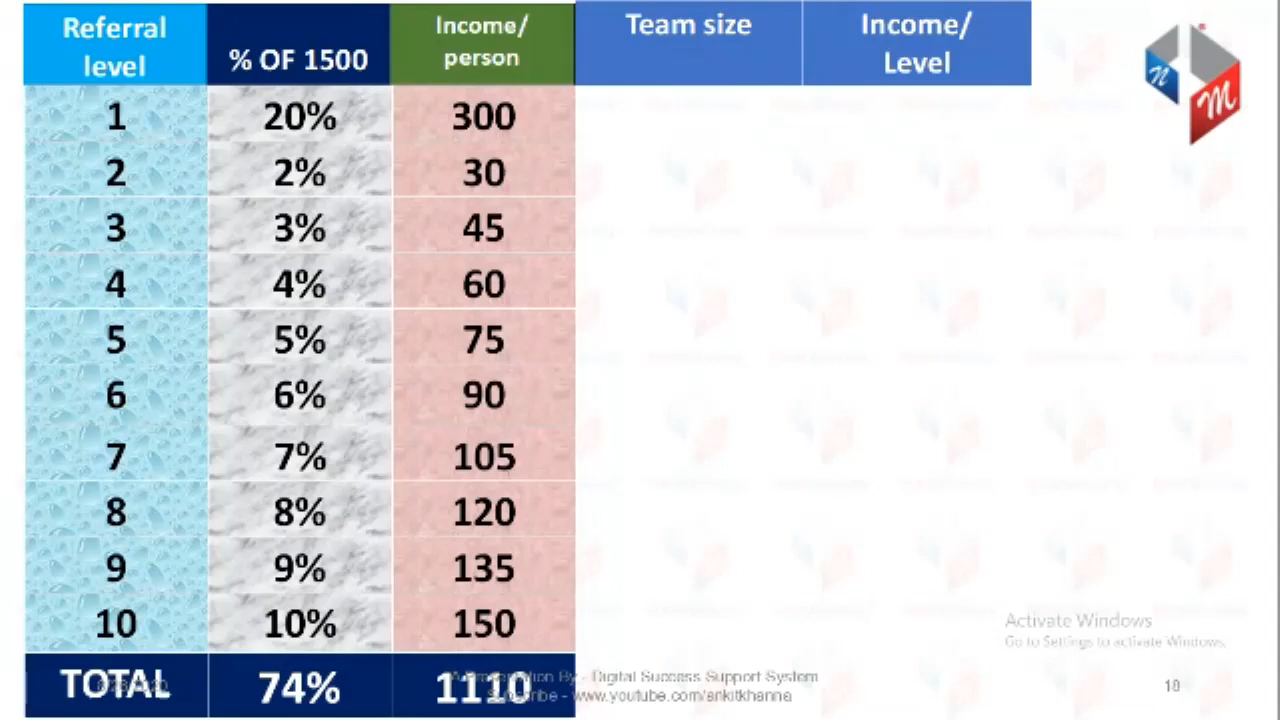 Referral level
% OF 1500
Income/ person
Team size
Income/ Level
n m
1 20% 300
2 2% 30
3 3% 45
4 4% 60
5 5% 75
6 6% 90
7 7% 105
8 8% 120
9 9% 135
10 10% 150
Activate Windows
Go to Settings to activate Windows.
TOTAL 74% 1110
By - Digital Success Support System
- www.youtube.com/ankitkhanna
18